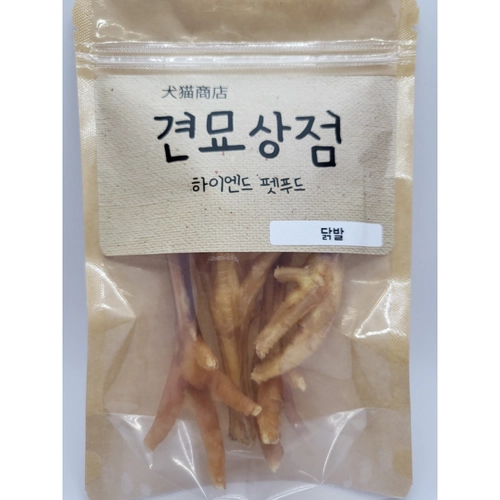 犬猫商店
견묘상점
하이엔드 펫푸드
닭발